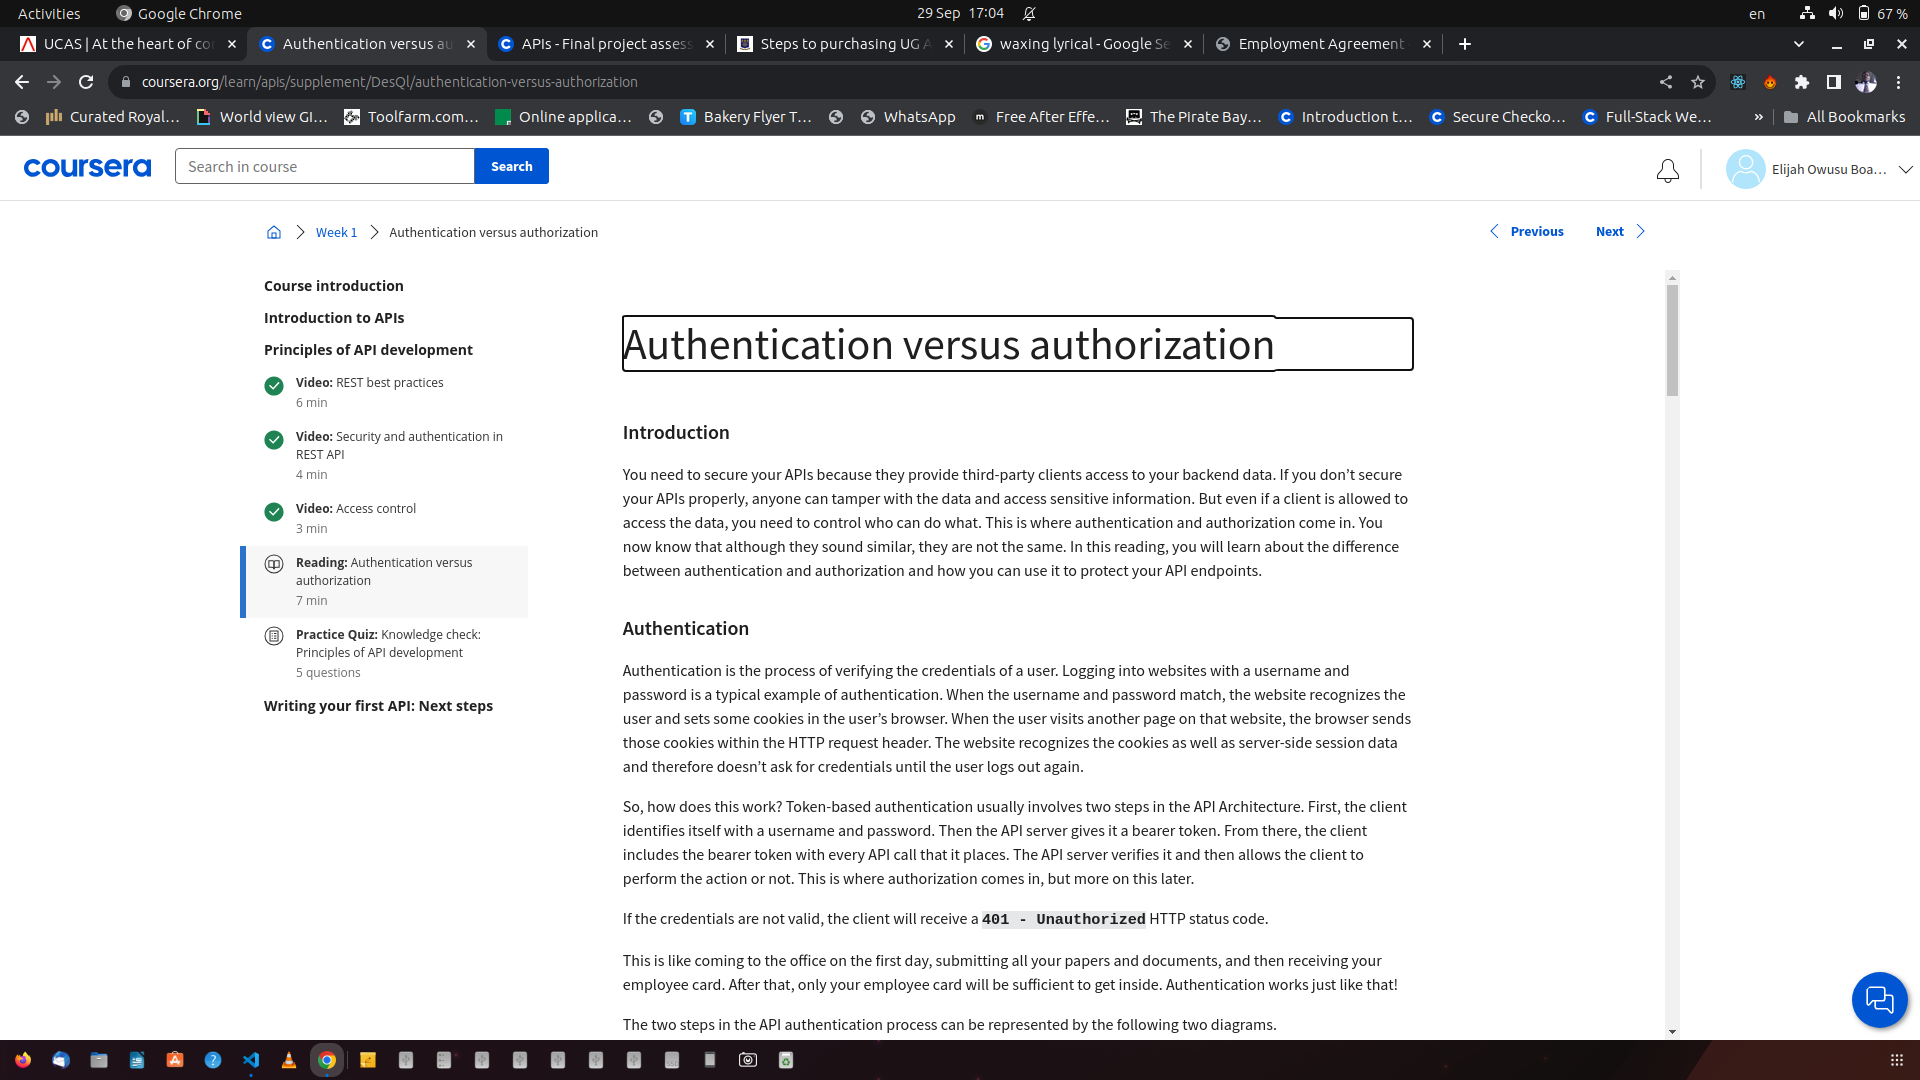 Activities
Google Chrome
29 Sep 17:04
en
67 %
UCAS | At the heart of co
Authentication versus au
APIs - Final project assess
Steps to purchasing UG A
waxing lyrical - Google Se
Employment Agreement
coursera.org/learn/apis/supplement/DesQl/authentication-versus-authorization
Curated Royal…
World view GI…
Toolfarm.com…
Online applica…
Bakery Flyer T…
WhatsApp
Free After Effe…
The Pirate Bay…
Introduction t…
Secure Checko…
Full-Stack We…
»
All Bookmarks
coursera
Search in course
Search
Elijah Owusu Boa…
Week 1
Authentication versus authorization
Previous
Next
Course introduction
Introduction to APIs
Principles of API development
Video: REST best practices
6 min
Video: Security and authentication in
REST API
4 min
Video: Access control
3 min
Reading: Authentication versus
authorization
7 min
Practice Quiz: Knowledge check:
Principles of API development
5 questions
Writing your first API: Next steps
Authentication versus authorization
Introduction
You need to secure your APIs because they provide third-party clients access to your backend data. If you don’t secure
your APIs properly, anyone can tamper with the data and access sensitive information. But even if a client is allowed to
access the data, you need to control who can do what. This is where authentication and authorization come in. You
now know that although they sound similar, they are not the same. In this reading, you will learn about the difference
between authentication and authorization and how you can use it to protect your API endpoints.
Authentication
Authentication is the process of verifying the credentials of a user. Logging into websites with a username and
password is a typical example of authentication. When the username and password match, the website recognizes the
user and sets some cookies in the user’s browser. When the user visits another page on that website, the browser sends
those cookies within the HTTP request header. The website recognizes the cookies as well as server-side session data
and therefore doesn’t ask for credentials until the user logs out again.
So, how does this work? Token-based authentication usually involves two steps in the API Architecture. First, the client
identifies itself with a username and password. Then the API server gives it a bearer token. From there, the client
includes the bearer token with every API call that it places. The API server verifies it and then allows the client to
perform the action or not. This is where authorization comes in, but more on this later.
If the credentials are not valid, the client will receive a 401 - Unauthorized HTTP status code.
This is like coming to the office on the first day, submitting all your papers and documents, and then receiving your
employee card. After that, only your employee card will be sufficient to get inside. Authentication works just like that!
The two steps in the API authentication process can be represented by the following two diagrams.